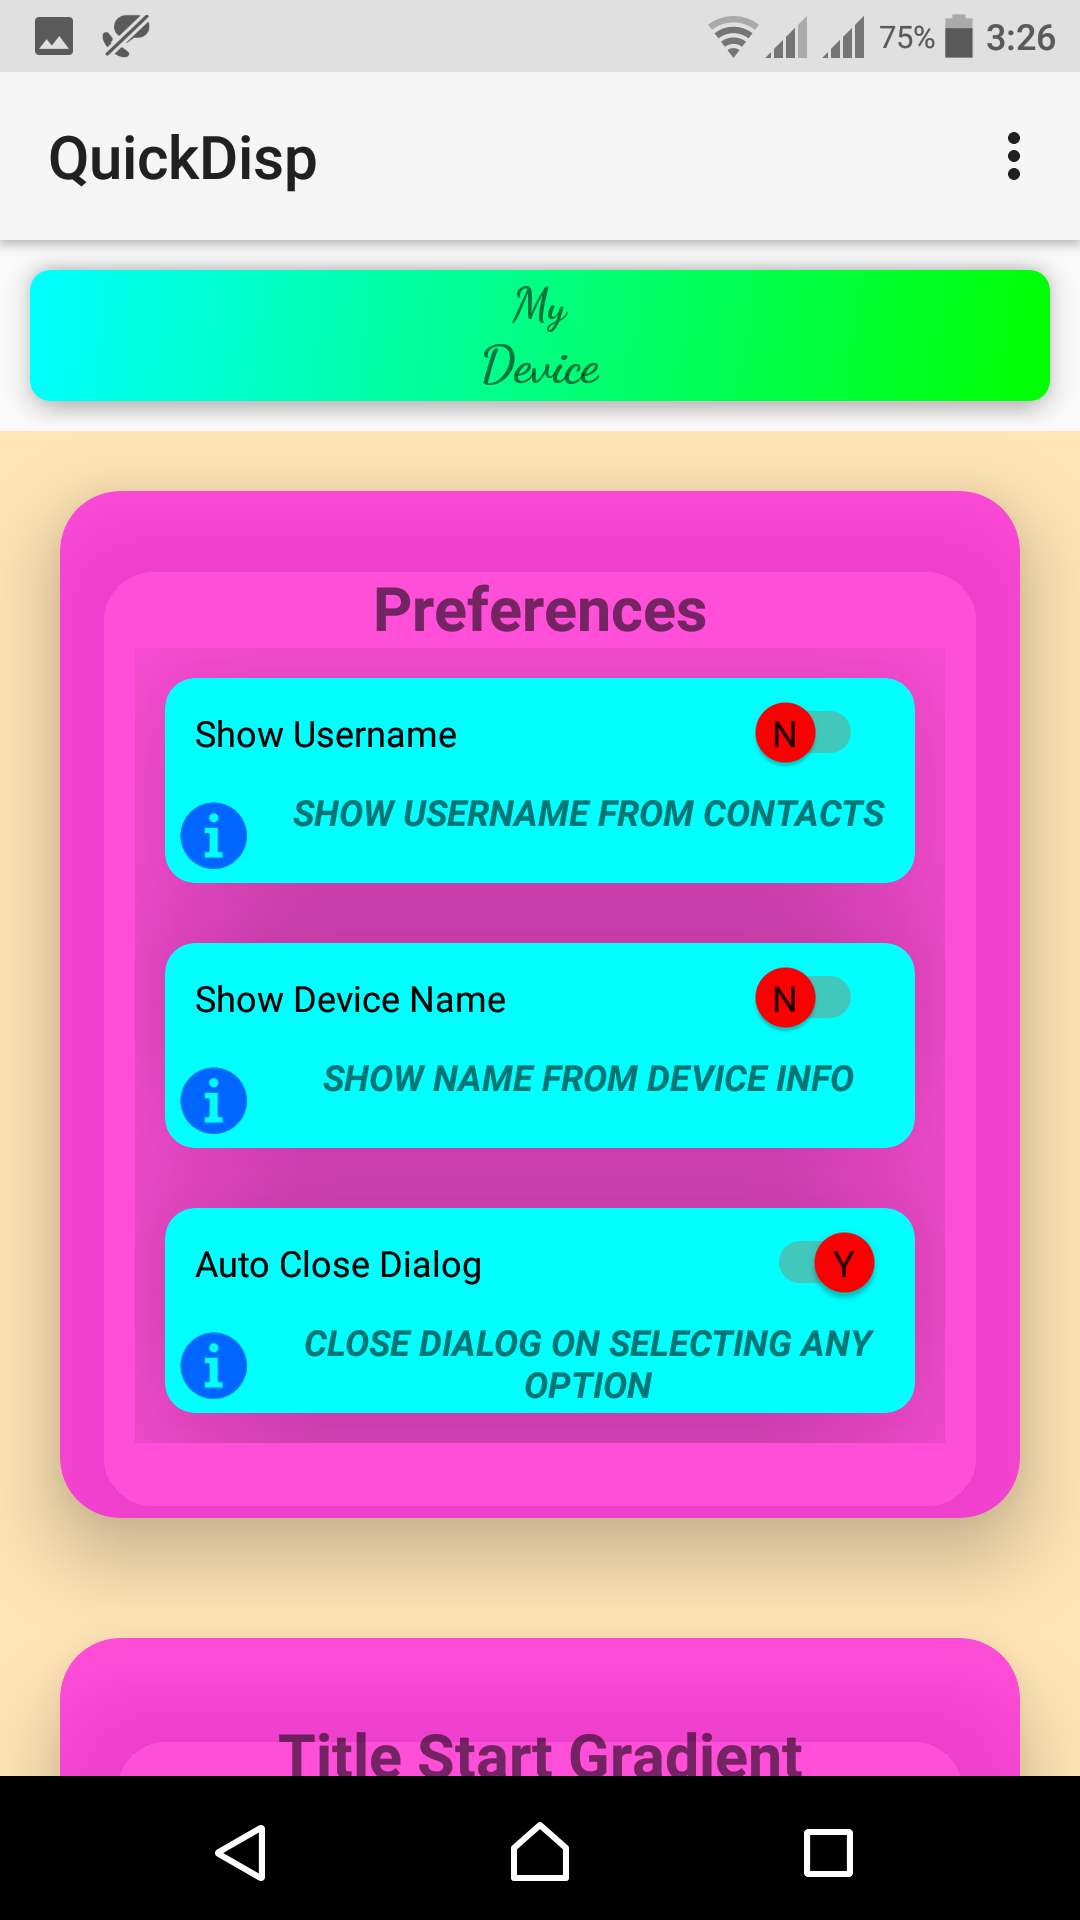 75% 3:26
QuickDisp
My
Device
Preferences
Show Username N
SHOW USERNAME FROM CONTACTS
Show Device Name N
SHOW NAME FROM DEVICE INFO
Auto Close Dialog Y
CLOSE DIALOG ON SELECTING ANY
OPTION
Title Start Gradient